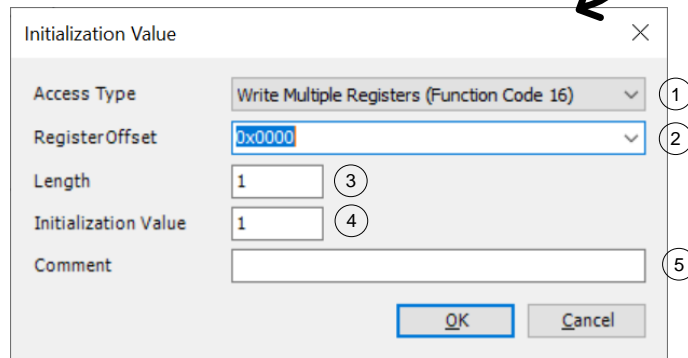 Initialization Value
Access Type Write Multiple Registers (Function Code 16) 1
RegisterOffset 0x0000 2
Length 1 3
Initialization Value 1 4
Comment 5
OK Cancel